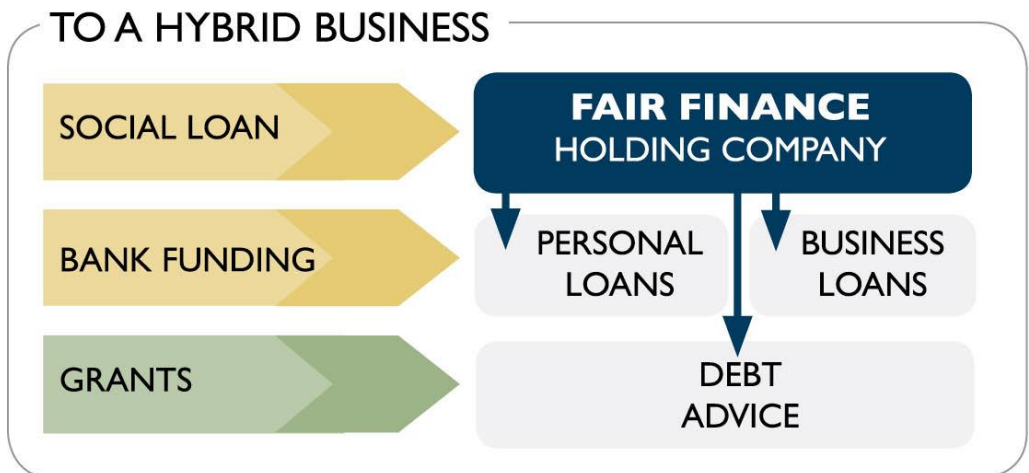 TO A HYBRID BUSINESS
SOCIAL LOAN
FAIR FINANCE
HOLDING COMPANY
BANK FUNDING
PERSONAL
LOANS
BUSINESS
LOANS
GRANTS
DEBT
ADVICE